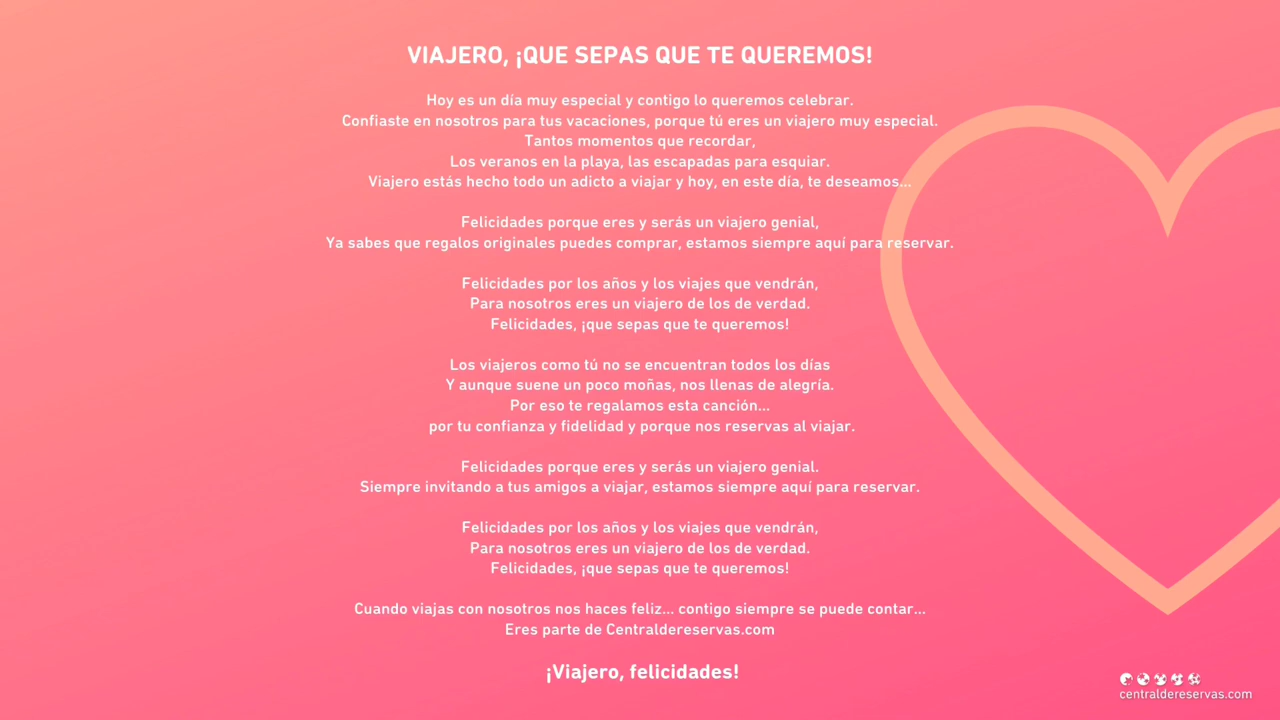 VIAJERO, ¡QUE SEPAS QUE TE QUEREMOS!
Hoy es un día muy especial y contigo lo queremos celebrar.
Confiaste en nosotros para tus vacaciones, porque tú eres un viajero muy especial.
Tantos momentos que recordar,
Los veranos en la playa, las escapadas para esquiar.
Viajero estás hecho todo un adicto a viajar y hoy, en este día, te deseamos...
Felicidades porque eres y serás un viajero genial,
Ya sabes que regalos originales puedes comprar, estamos siempre aquí para reservar.
Felicidades por los años y los viajes que vendrán,
Para nosotros eres un viajero de los de verdad.
Felicidades, ¡que sepas que te queremos!
Los viajeros como tú no se encuentran todos los días
Y aunque suene un poco moñas, nos llenas de alegría.
Por eso te regalamos esta canción...
por tu confianza y fidelidad y porque nos reservas al viajar.
Felicidades porque eres y serás un viajero genial.
Siempre invitando a tus amigos a viajar, estamos siempre aquí para reservar.
Felicidades por los años y los viajes que vendrán,
Para nosotros eres un viajero de los de verdad.
Felicidades, ¡que sepas que te queremos!
Cuando viajas con nosotros nos haces feliz... contigo siempre se puede contar...
Eres parte de Centraldereservas.com
¡Viajero, felicidades!
centraldereservas.com